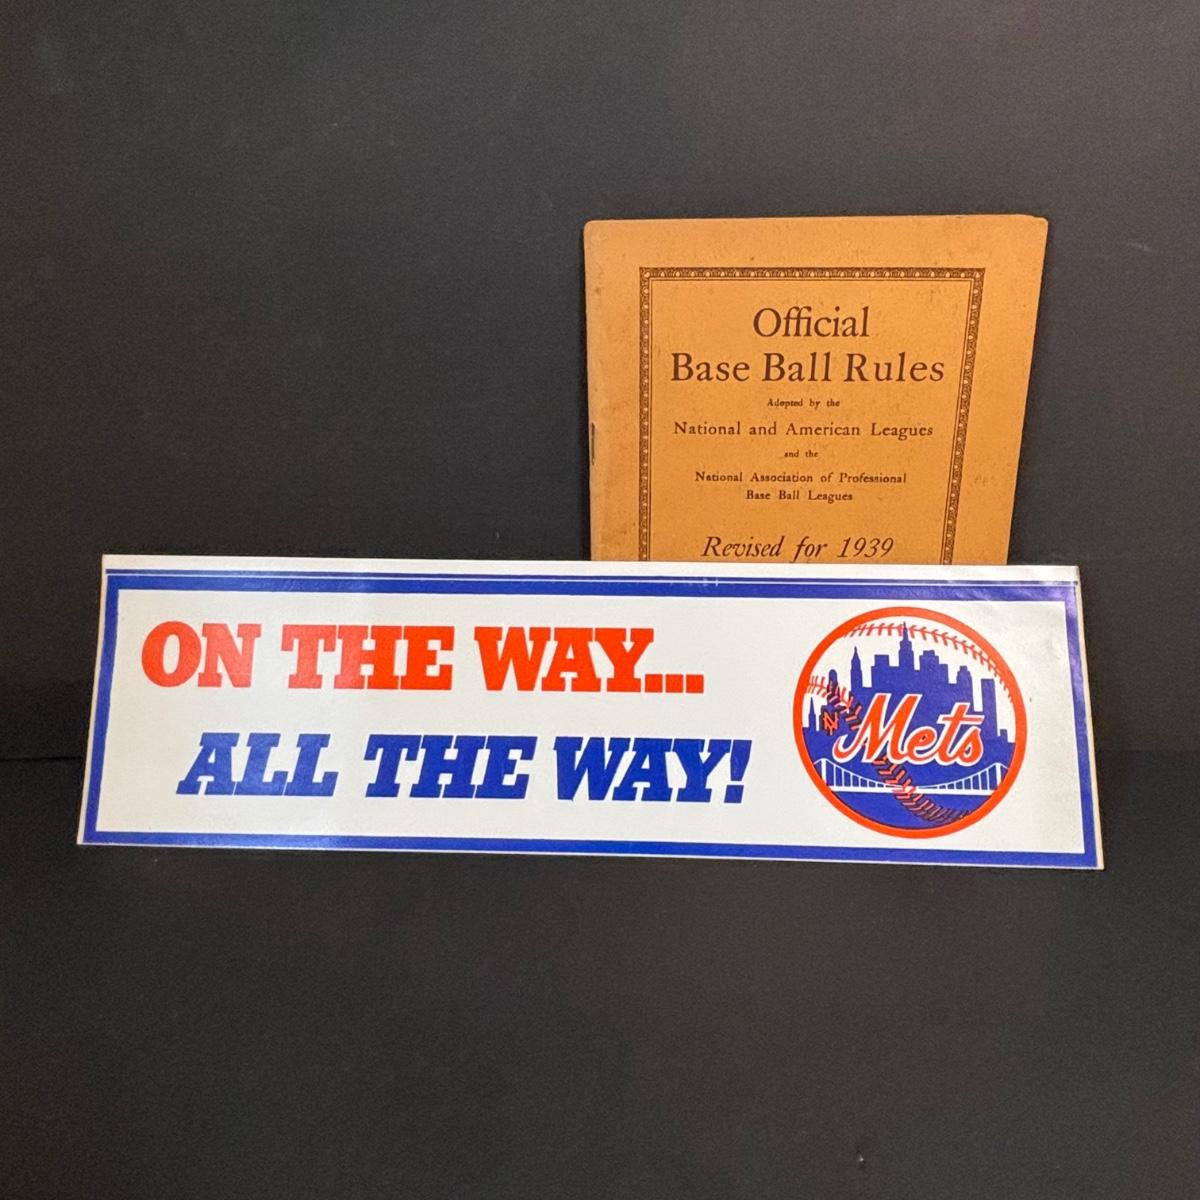 Official
Base Ball Rules
Adopted by the
National and American Leagues
and the
National Association of Professional
Base Ball Leagues
Revised for 1939
ON THE WAY...
ALL THE WAY!
NY
Mets